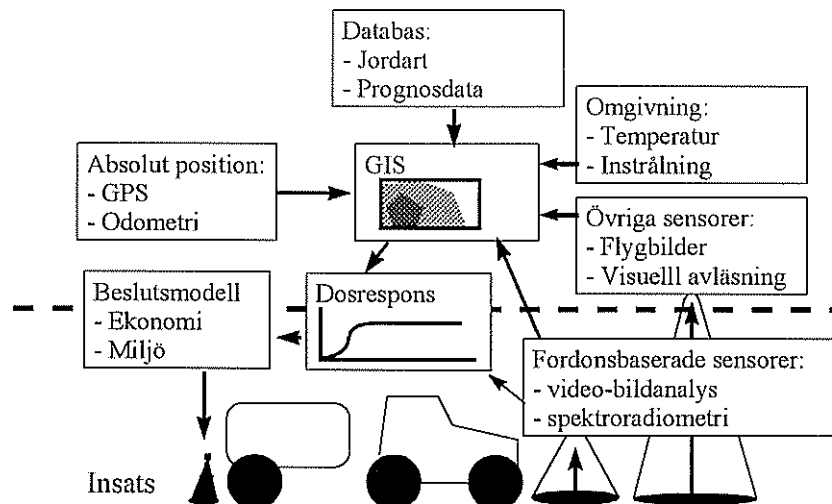 Databas:
- Jordart
- Prognosdata
Omgivning:
- Temperatur
- Instrålning
Absolut position:
- GPS
- Odometri
GIS
Övriga sensorer:
- Flygbilder
- Visuelll avläsning
Beslutsmodell
- Ekonomi
- Miljö
Dosrespons
Fordonsbaserade sensorer:
- video-bildanalys
- spektroradiometri
Insats